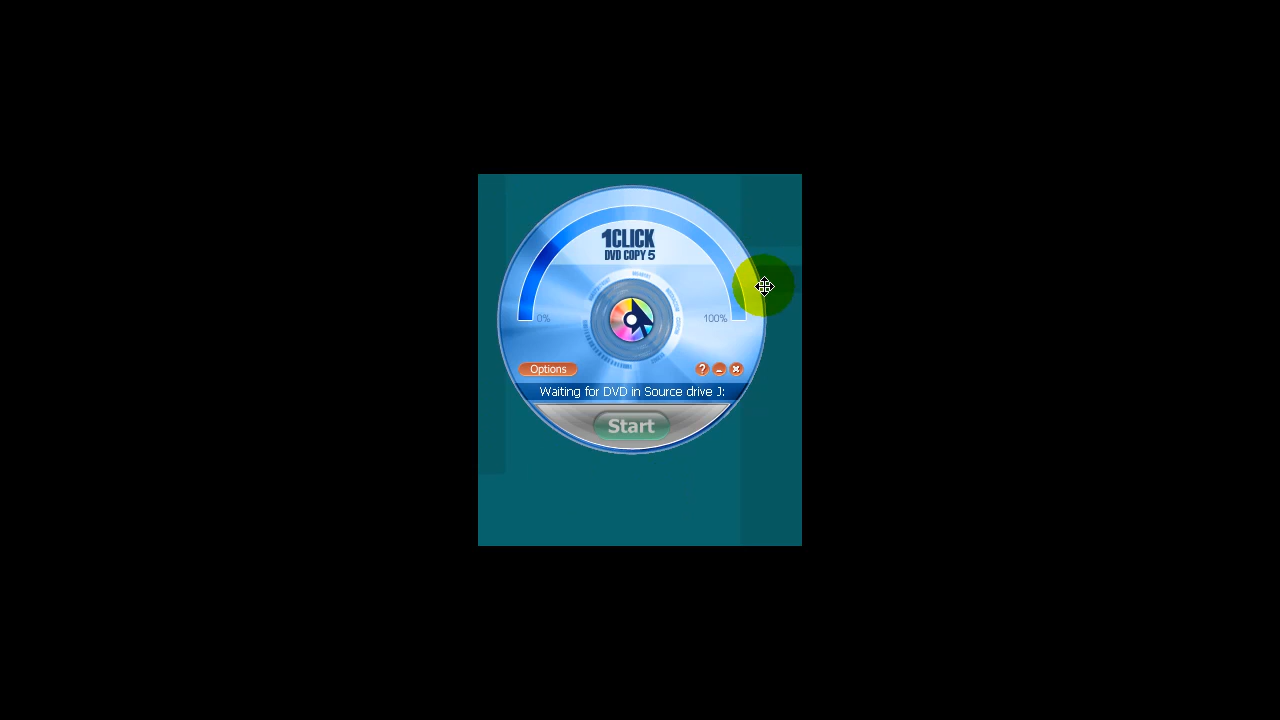 1CLICK
DVD COPY 5
0%
100%
Options
?
Waiting for DVD in Source drive J:
Start